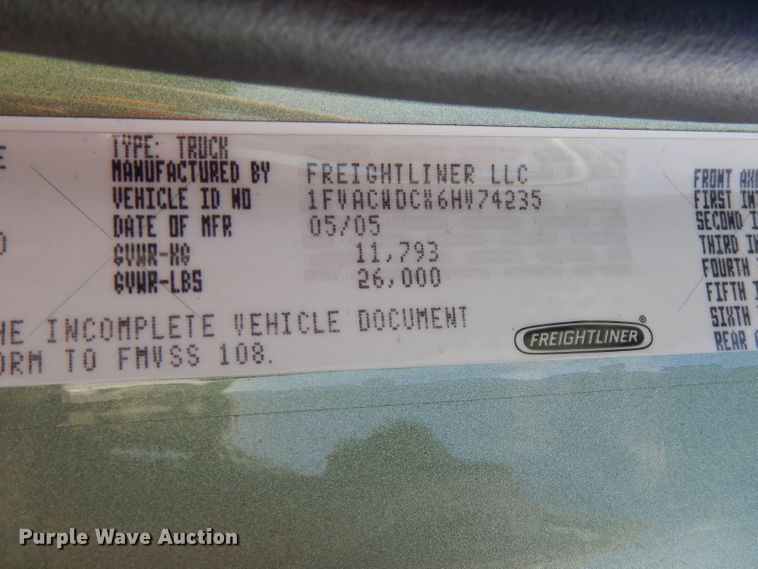 TYPE: TRUCK
MANUFACTURED BY FREIGHTLINER LLC
VEHICLE ID NO 1FVACWDCX6HV74235
DATE OF MFR 05/05
GVWR-KG 11,793
GVWR-LBS 26,000
HE INCOMPLETE VEHICLE DOCUMENT
ORM TO FMVSS 108.
FREIGHTLINER®
FRONT AX
FIRST INT
SECOND I
THIRD IN
FOURTH
FIFTH I
SIXTH
REAR
Purple Wave Auction